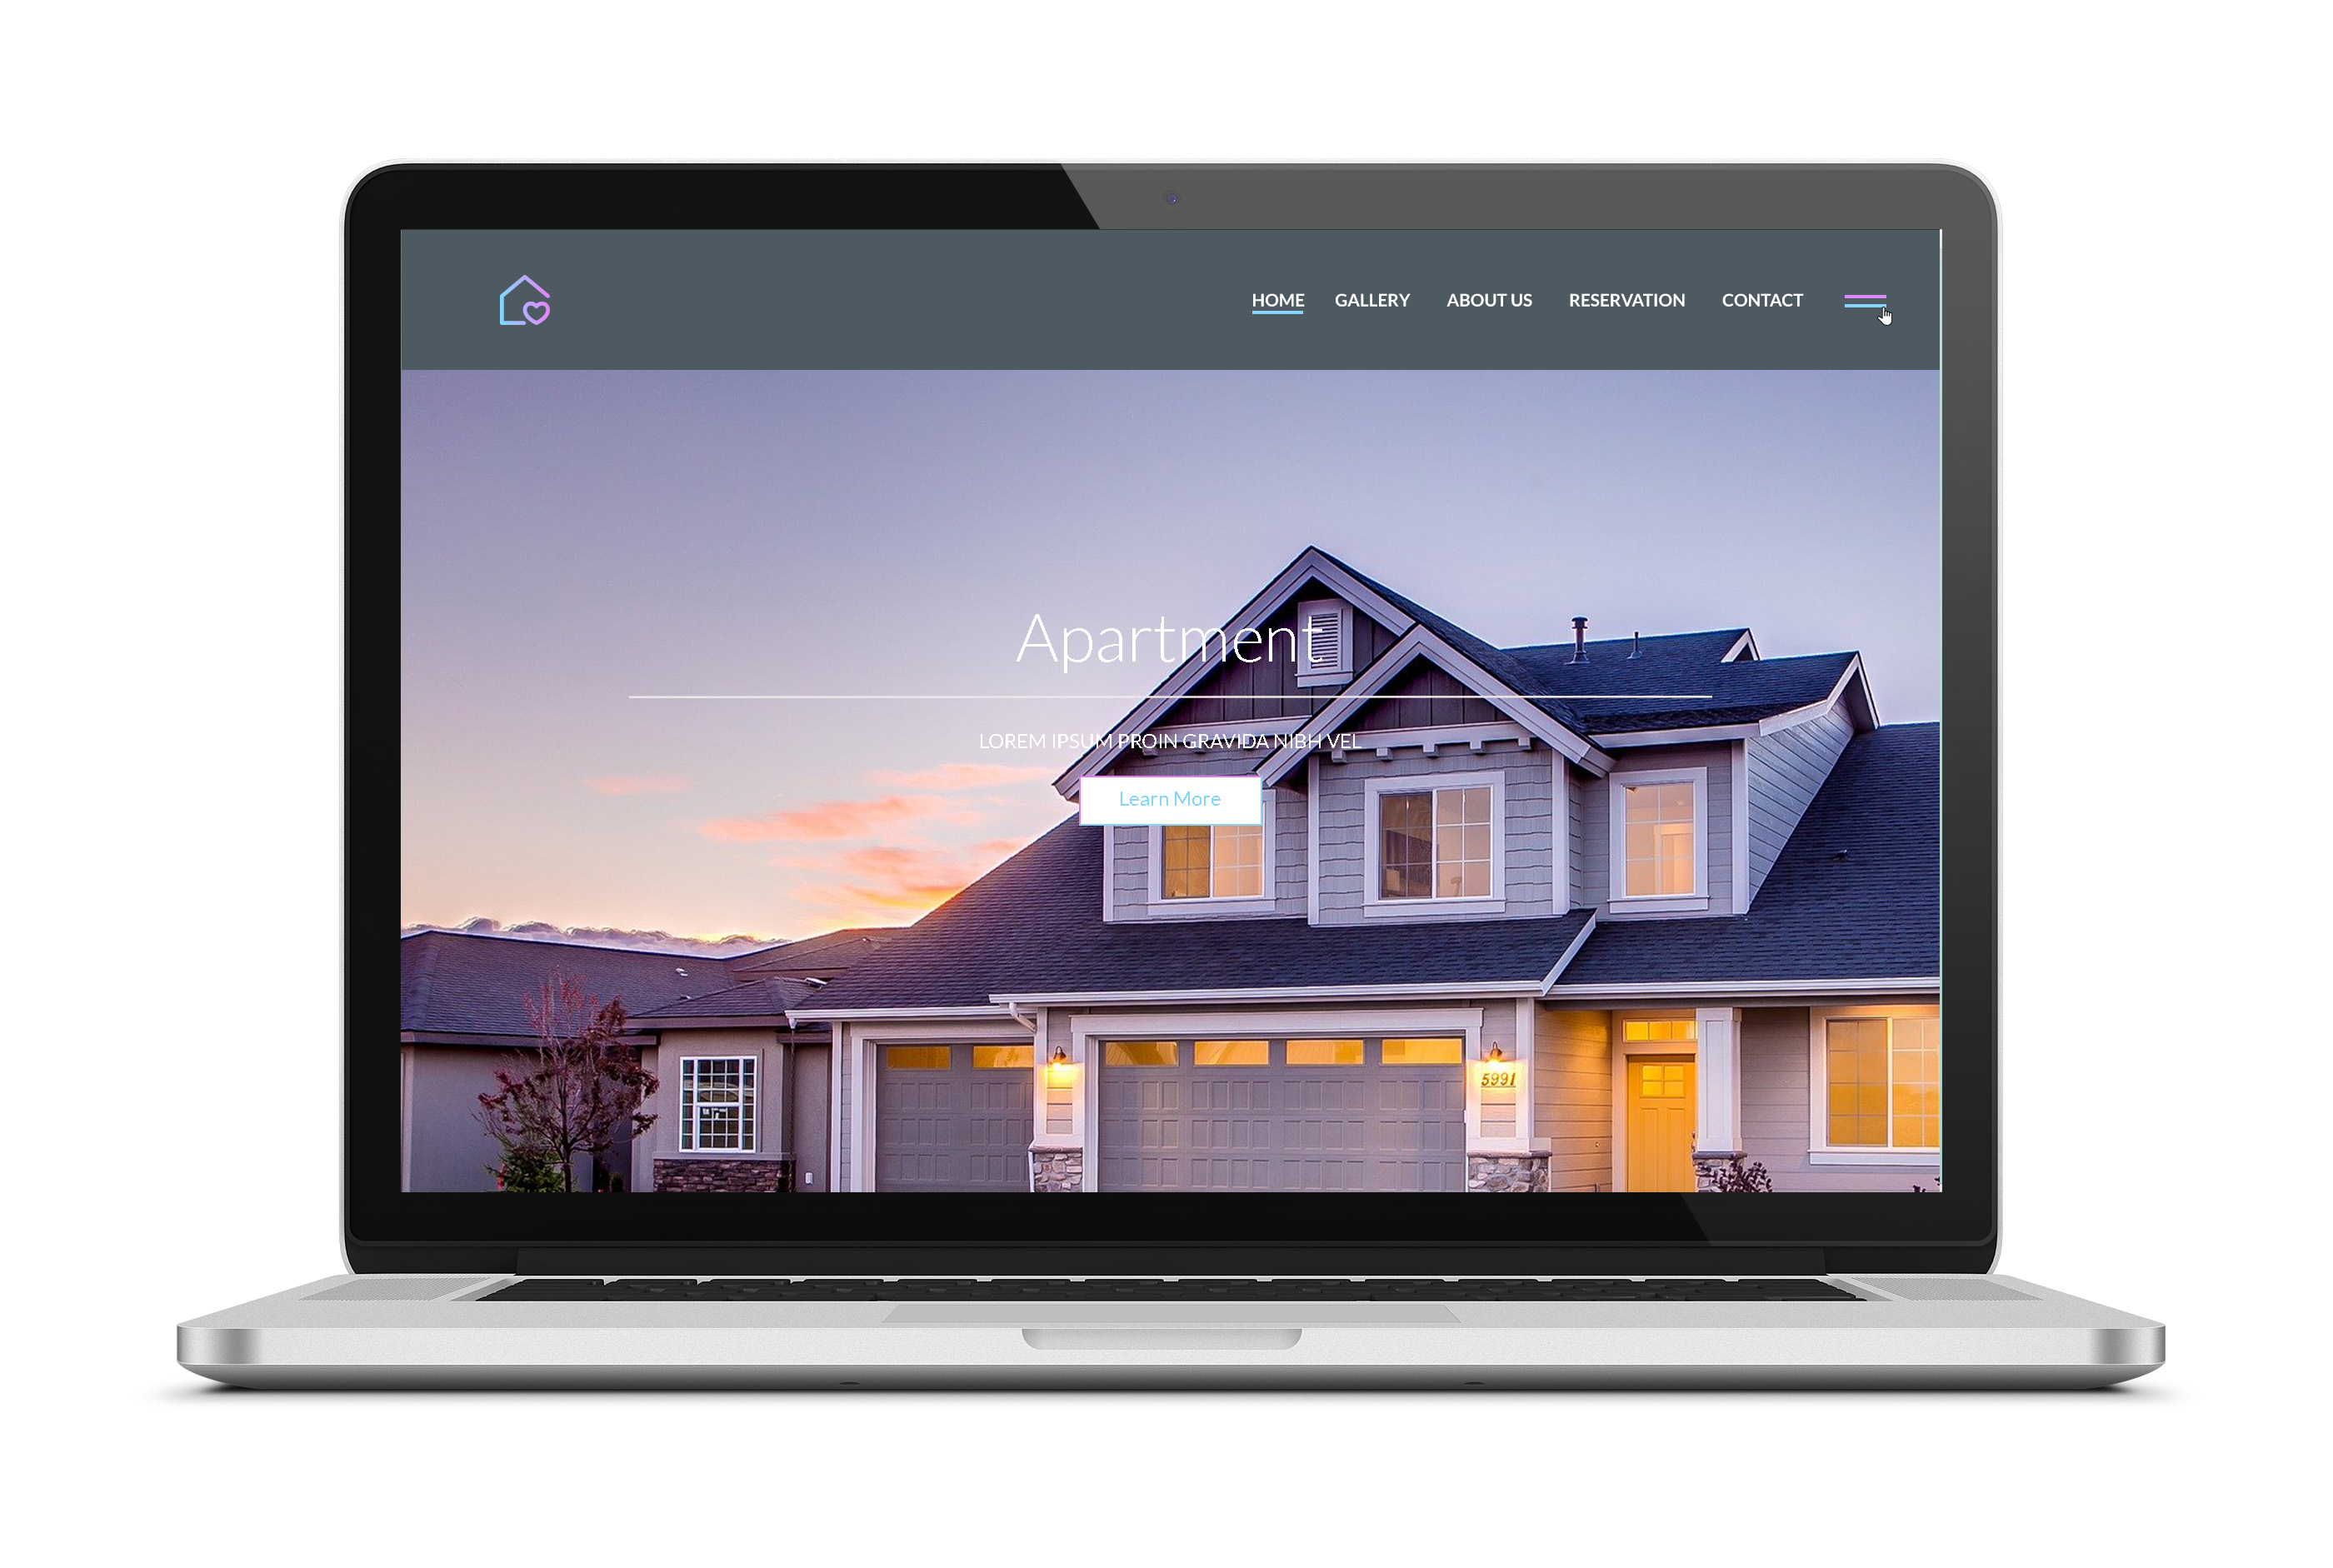 HOME GALLERY ABOUT US RESERVATION CONTACT
Apartment
LOREM IPSUM PROIN GRAVIDA NIBH VEL
Learn More
5991